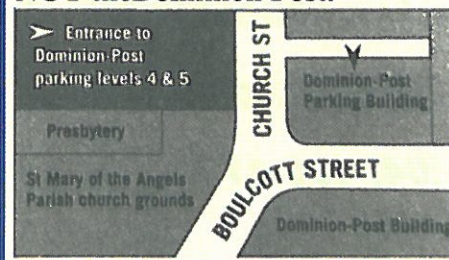 ➤ Entrance to
Dominion-Post
parking levels 4 & 5
CHURCH ST
Dominion-Post
Parking Building
Presbytery
St Mary of the Angels
Parish church grounds
BOULCOTT STREET
Dominion-Post Building